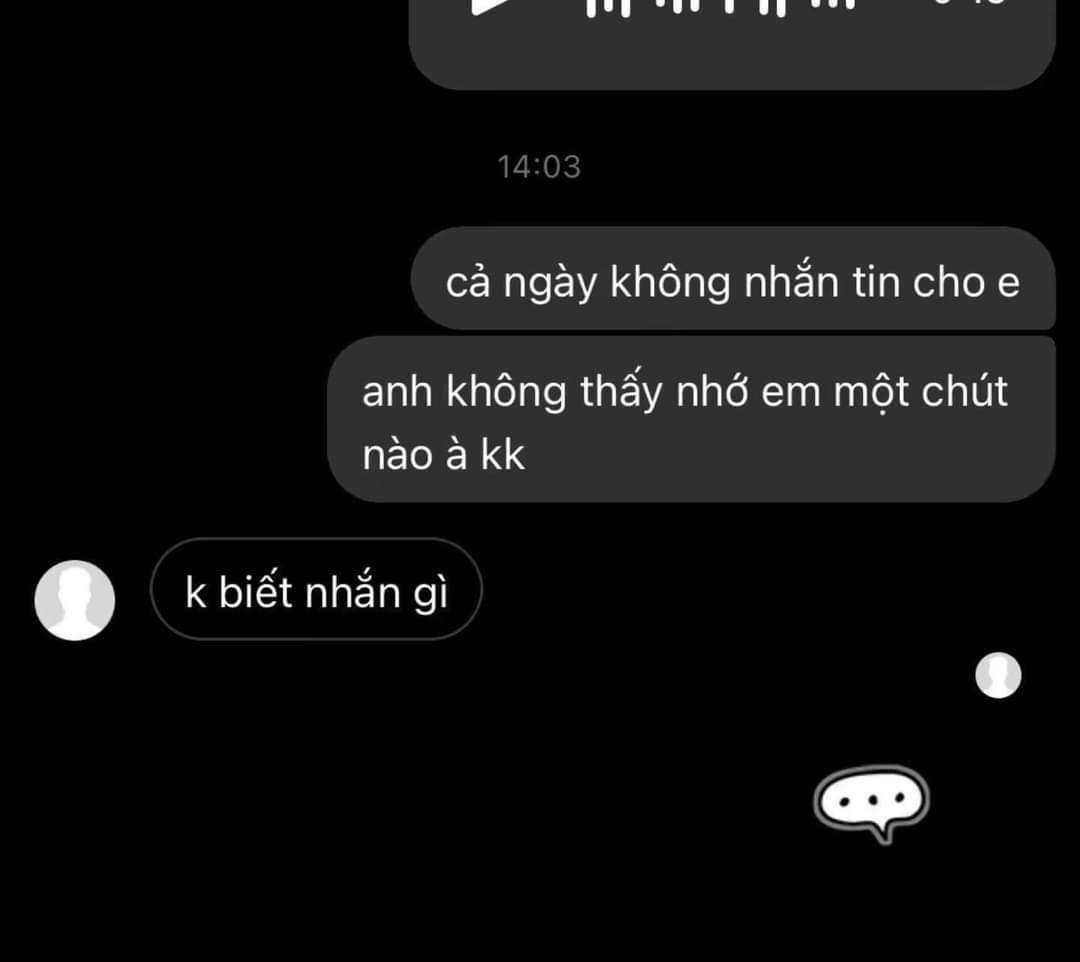 14:03
cả ngày không nhắn tin cho e
anh không thấy nhớ em một chút
nào à kk
k biết nhắn gì